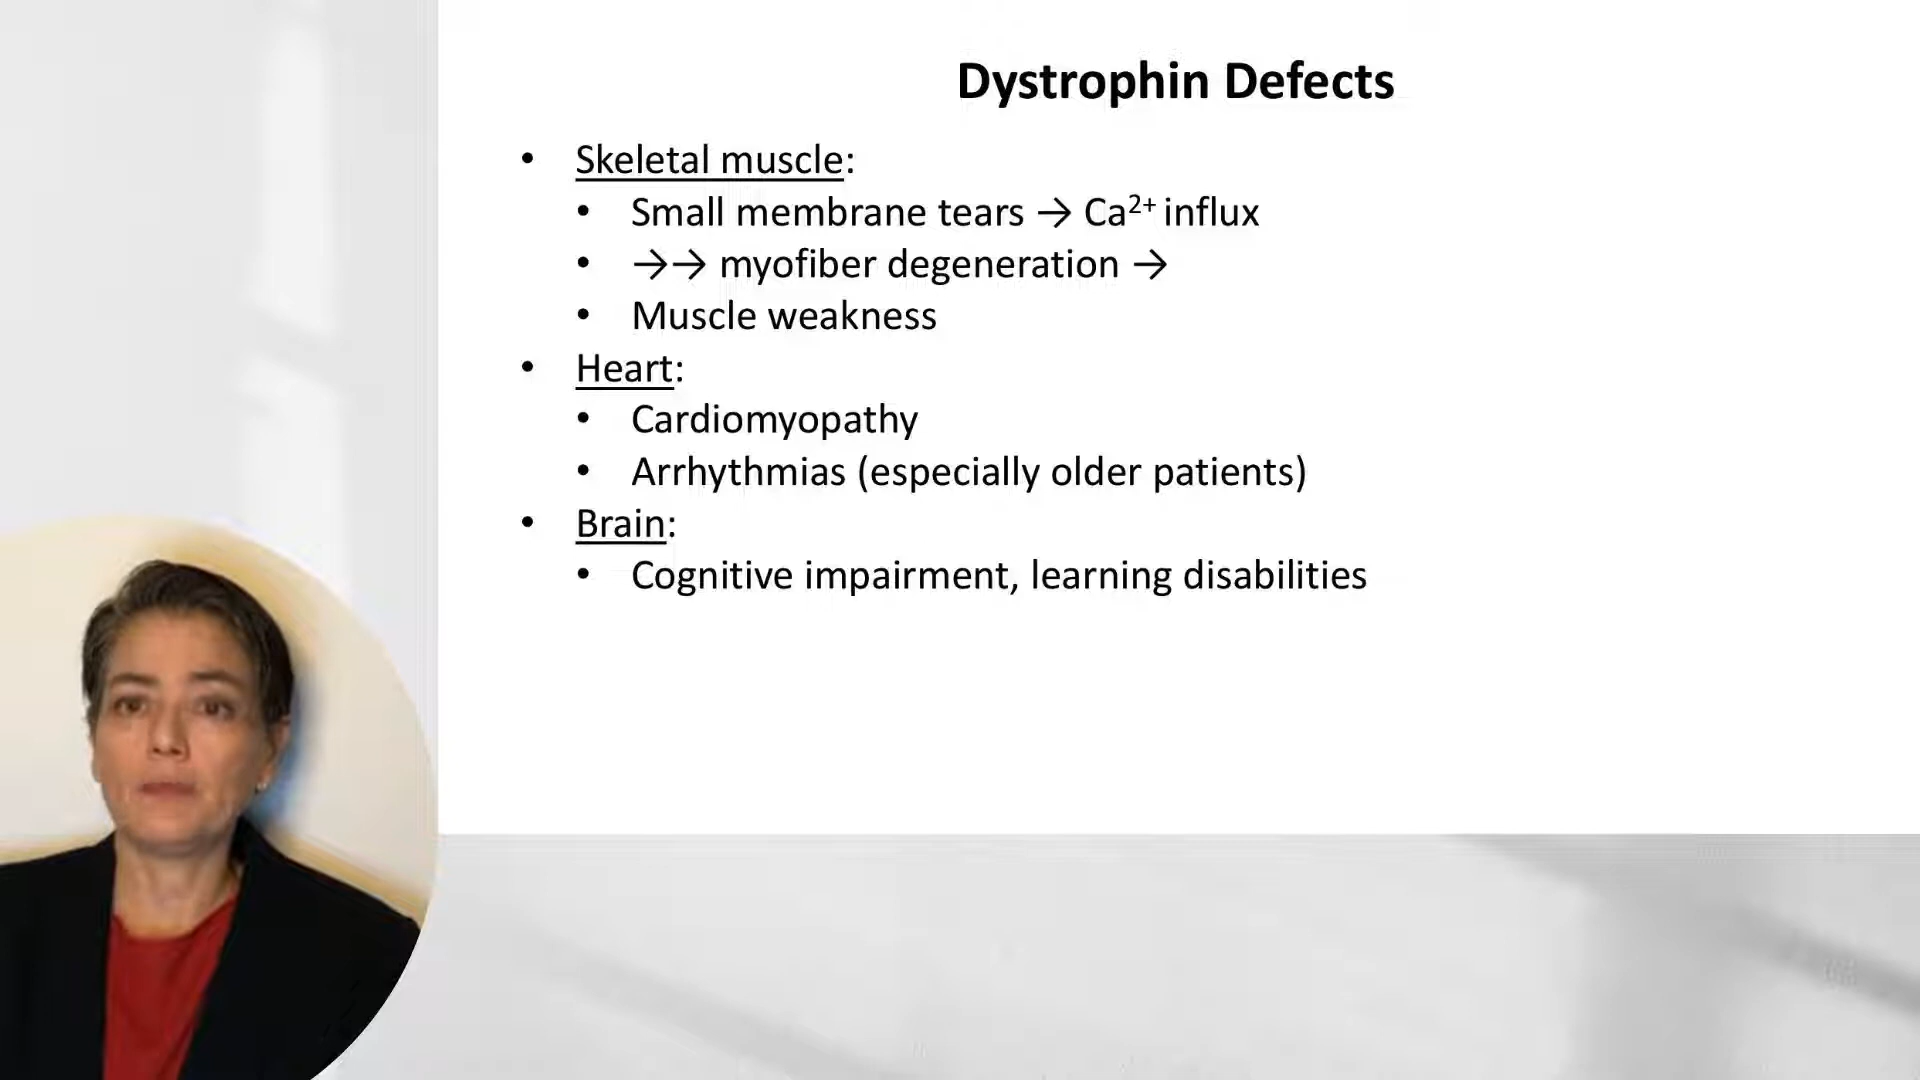 Dystrophin Defects
• Skeletal muscle:
• Small membrane tears → Ca²⁺ influx
• →→ myofiber degeneration →
• Muscle weakness
• Heart:
• Cardiomyopathy
• Arrhythmias (especially older patients)
• Brain:
• Cognitive impairment, learning disabilities